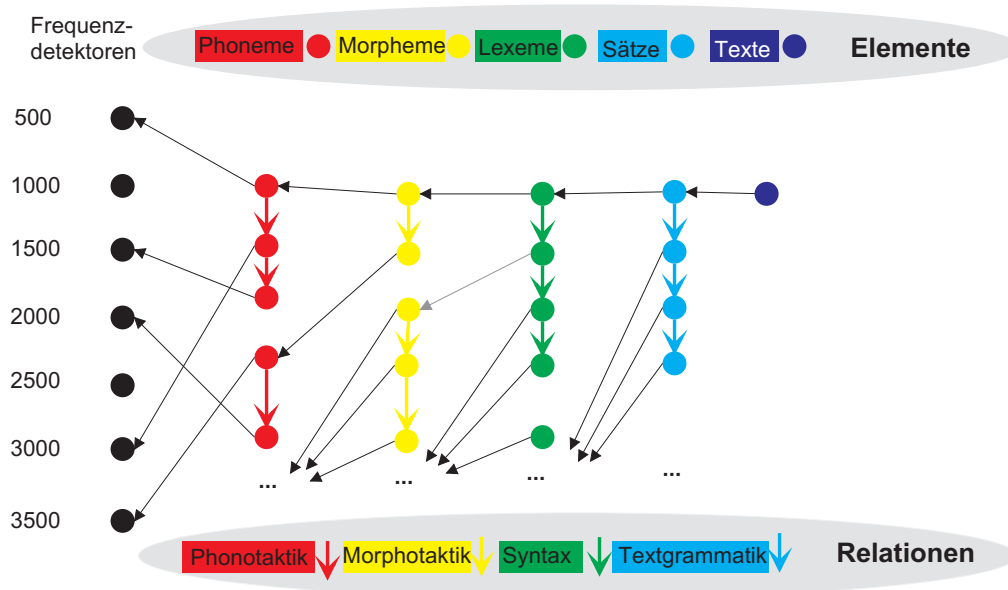 Frequenz-
detektoren
Phoneme Morpheme Lexeme Sätze Texte Elemente
500
1000
1500
2000
2500
3000
3500
... ... ... ...
Phonotaktik Morphotaktik Syntax Textgrammatik Relationen